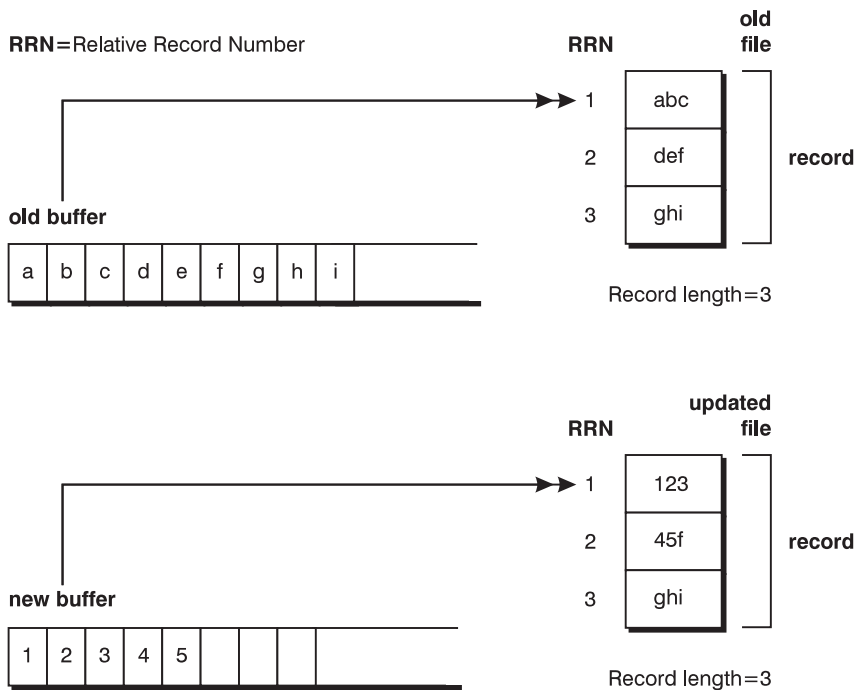 RRN=Relative Record Number
RRN
old
file
1 abc
2 def
3 ghi
record
old buffer
a b c d e f g h i
Record length=3
RRN
updated
file
1 123
2 45f
3 ghi
record
new buffer
1 2 3 4 5
Record length=3